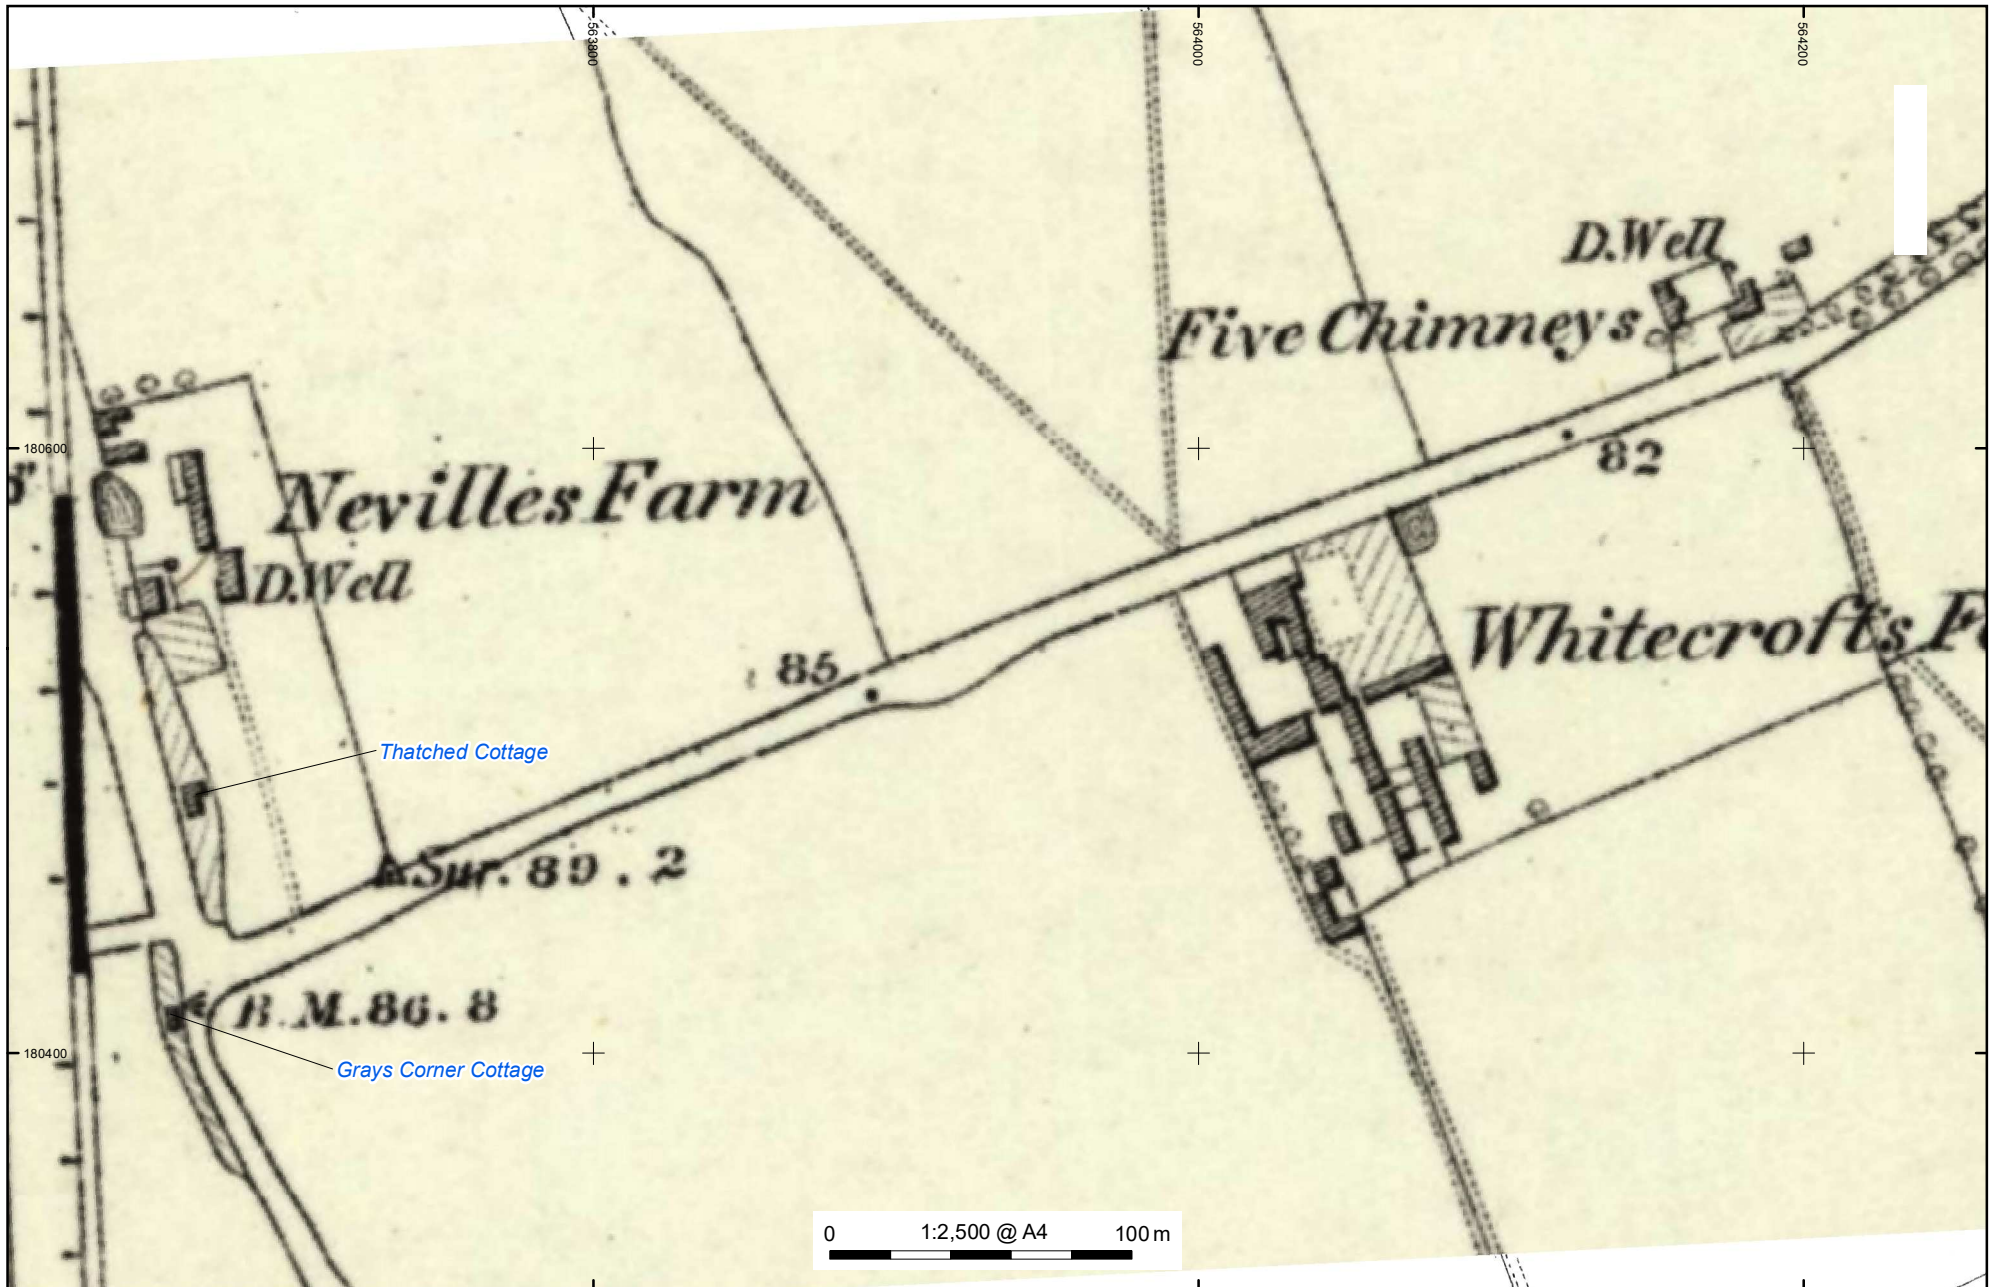 563800
564000
564200
D.Well
Five Chimneys
180600
82
Nevilles Farm
D.Well
Whitecrofts
85
Thatched Cottage
Sur. 89.2
B.M. 86.8
180400
Grays Corner Cottage
0 1:2,500 @ A4 100 m